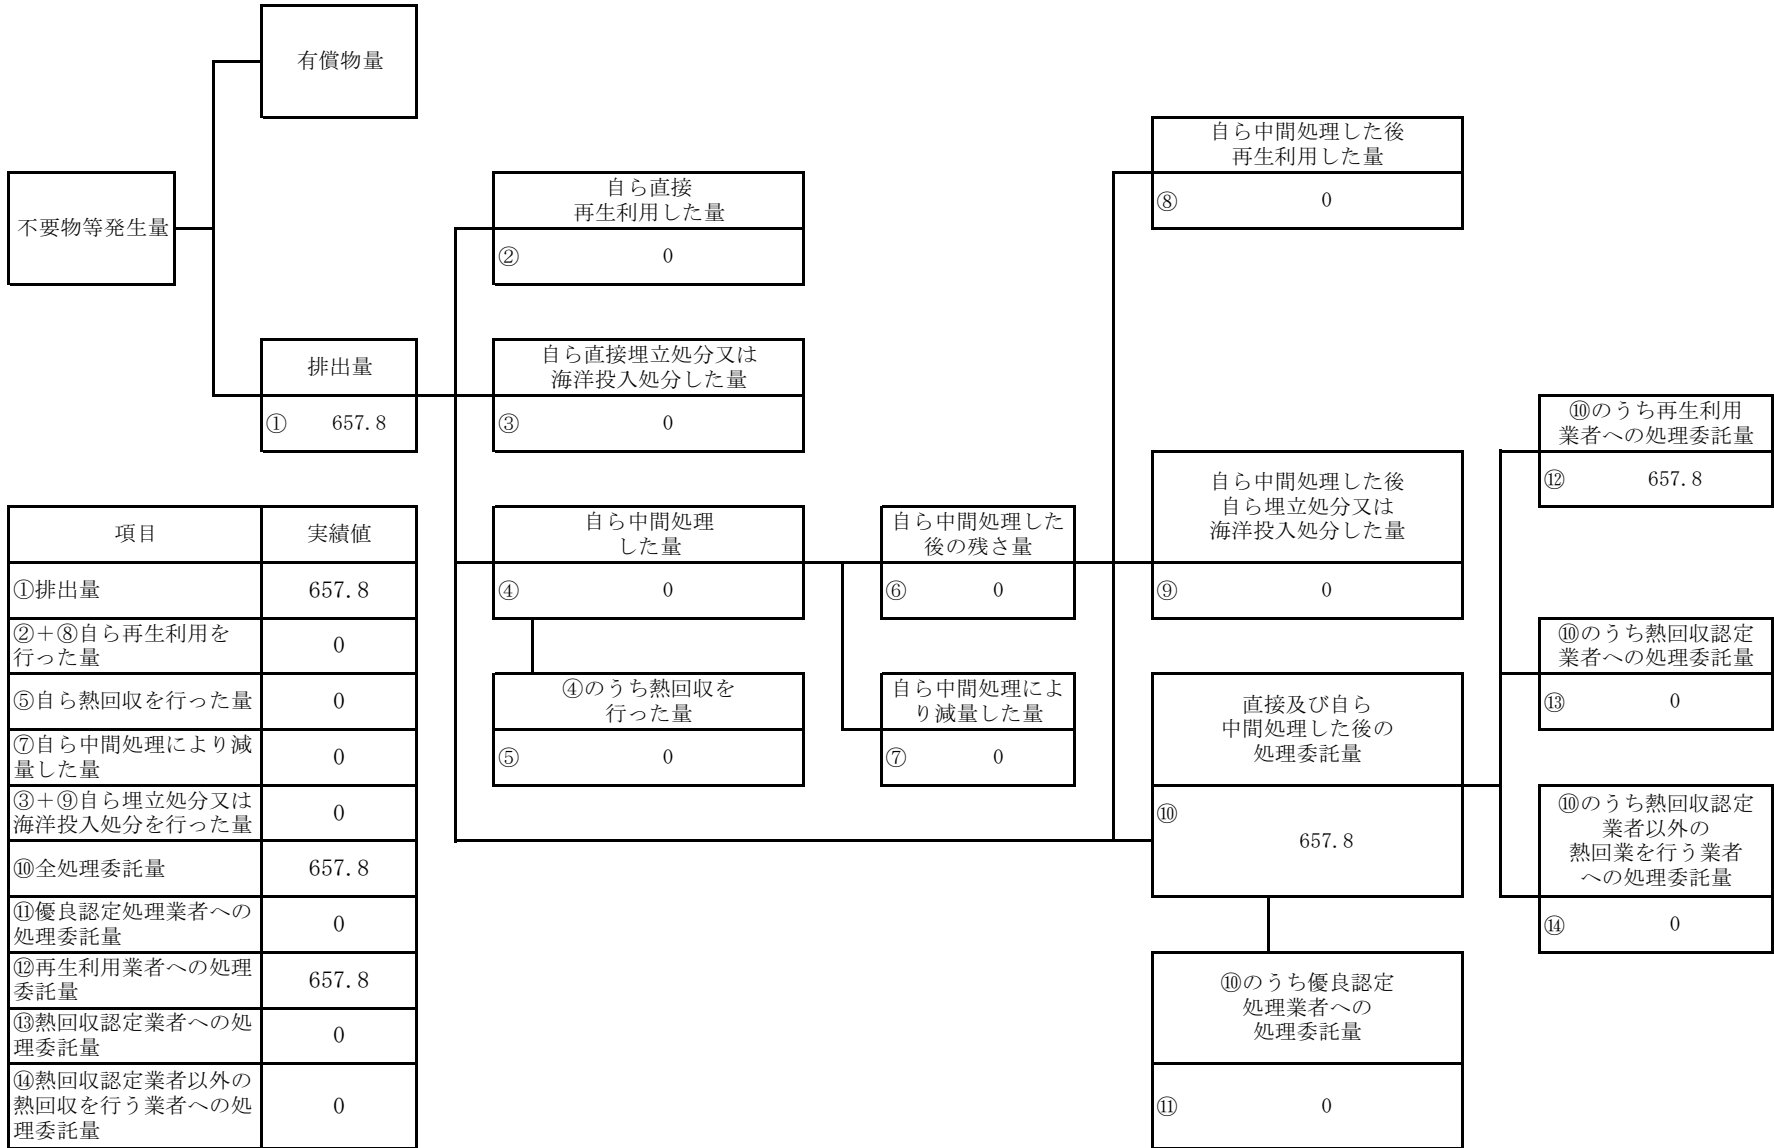 有償物量
不要物等発生量
排出量
① 657.8
自ら直接
再生利用した量
② 0
自ら直接埋立処分又は
海洋投入処分した量
③ 0
自ら中間処理
した量
④ 0
④のうち熱回収を
行った量
⑤ 0
自ら中間処理した
後の残さ量
⑥ 0
自ら中間処理によ
り減量した量
⑦ 0
自ら中間処理した後
再生利用した量
⑧ 0
自ら中間処理した後
自ら埋立処分又は
海洋投入処分した量
⑨ 0
直接及び自ら
中間処理した後の
処理委託量
⑩
657.8
⑩のうち優良認定
処理業者への
処理委託量
⑪ 0
⑩のうち再生利用
業者への処理委託量
⑫ 657.8
⑩のうち熱回収認定
業者への処理委託量
⑬ 0
⑩のうち熱回収認定
業者以外の
熱回業を行う業者
への処理委託量
⑭ 0
項目 実績値
①排出量 657.8
②+⑧自ら再生利用を
行った量 0
⑤自ら熱回収を行った量 0
⑦自ら中間処理により減
量した量 0
③+⑨自ら埋立処分又は
海洋投入処分を行った量 0
⑩全処理委託量 657.8
⑪優良認定処理業者への
処理委託量 0
⑫再生利用業者への処理
委託量 657.8
⑬熱回収認定業者への処
理委託量 0
⑭熱回収認定業者以外の
熱回収を行う業者への処
理委託量 0